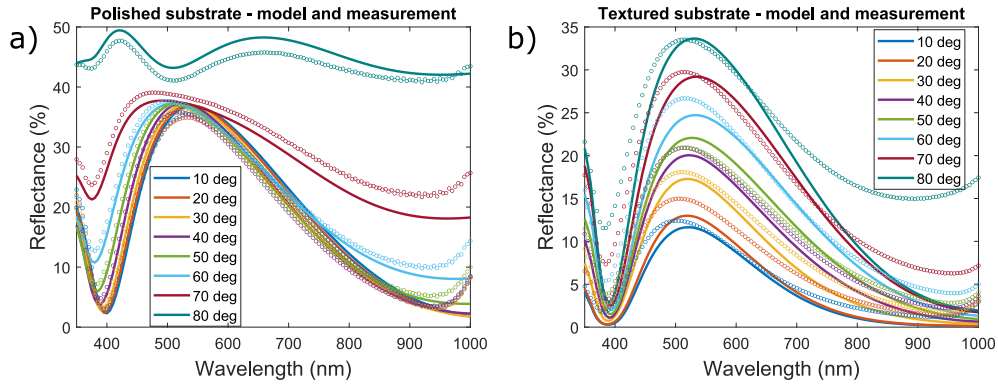 Polished substrate - model and measurement
a)
Reflectance (%)
50
45
40
35
30
25
20
15
10
5
0
10 deg
20 deg
30 deg
40 deg
50 deg
60 deg
70 deg
80 deg
400 500 600 700 800 900 1000
Wavelength (nm)
Textured substrate - model and measurement
b)
Reflectance (%)
35
30
25
20
15
10
5
0
10 deg
20 deg
30 deg
40 deg
50 deg
60 deg
70 deg
80 deg
400 500 600 700 800 900 1000
Wavelength (nm)